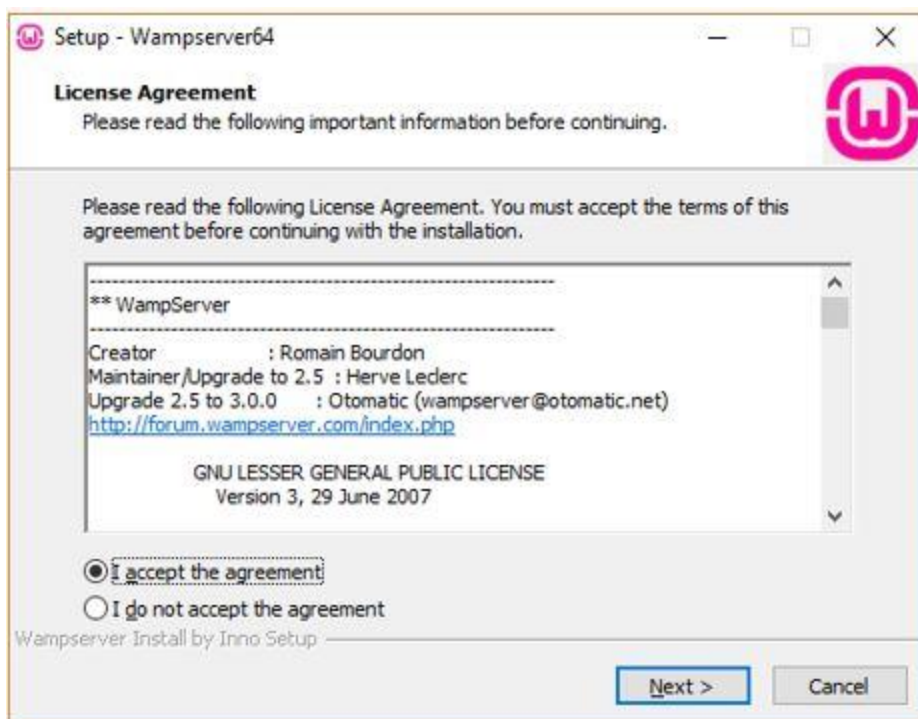 Setup - Wampserver64
License Agreement
Please read the following important information before continuing.
Please read the following License Agreement. You must accept the terms of this
agreement before continuing with the installation.
------------------------------------------------------------------
** WampServer
------------------------------------------------------------------
Creator : Romain Bourdon
Maintainer/Upgrade to 2.5 : Herve Leclerc
Upgrade 2.5 to 3.0.0 : Otomatic (wampserver@otomatic.net)
http://forum.wampserver.com/index.php
GNU LESSER GENERAL PUBLIC LICENSE
Version 3, 29 June 2007
I accept the agreement
I do not accept the agreement
Wampserver Install by Inno Setup
Next >
Cancel